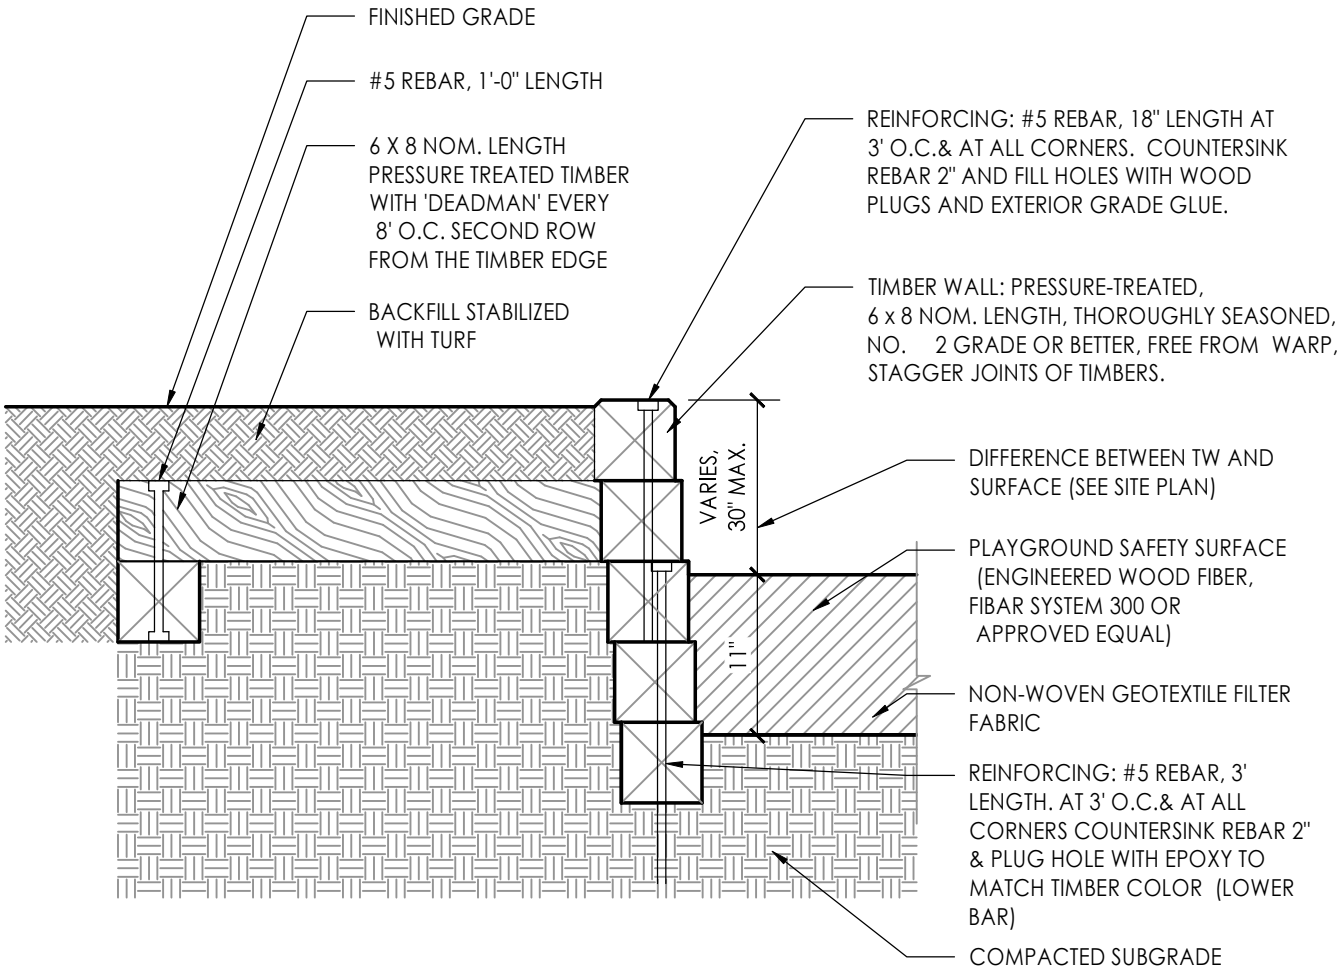 FINISHED GRADE
#5 REBAR, 1'-0" LENGTH
6 X 8 NOM. LENGTH
PRESSURE TREATED TIMBER
WITH 'DEADMAN' EVERY
8' O.C. SECOND ROW
FROM THE TIMBER EDGE
BACKFILL STABILIZED
WITH TURF
REINFORCING: #5 REBAR, 18" LENGTH AT
3' O.C.& AT ALL CORNERS. COUNTERSINK
REBAR 2" AND FILL HOLES WITH WOOD
PLUGS AND EXTERIOR GRADE GLUE.
TIMBER WALL: PRESSURE-TREATED,
6 x 8 NOM. LENGTH, THOROUGHLY SEASONED,
NO. 2 GRADE OR BETTER, FREE FROM WARP,
STAGGER JOINTS OF TIMBERS.
VARIES,
30" MAX.
11"
DIFFERENCE BETWEEN TW AND
SURFACE (SEE SITE PLAN)
PLAYGROUND SAFETY SURFACE
(ENGINEERED WOOD FIBER,
FIBAR SYSTEM 300 OR
APPROVED EQUAL)
NON-WOVEN GEOTEXTILE FILTER
FABRIC
REINFORCING: #5 REBAR, 3'
LENGTH. AT 3' O.C.& AT ALL
CORNERS COUNTERSINK REBAR 2"
& PLUG HOLE WITH EPOXY TO
MATCH TIMBER COLOR (LOWER
BAR)
COMPACTED SUBGRADE